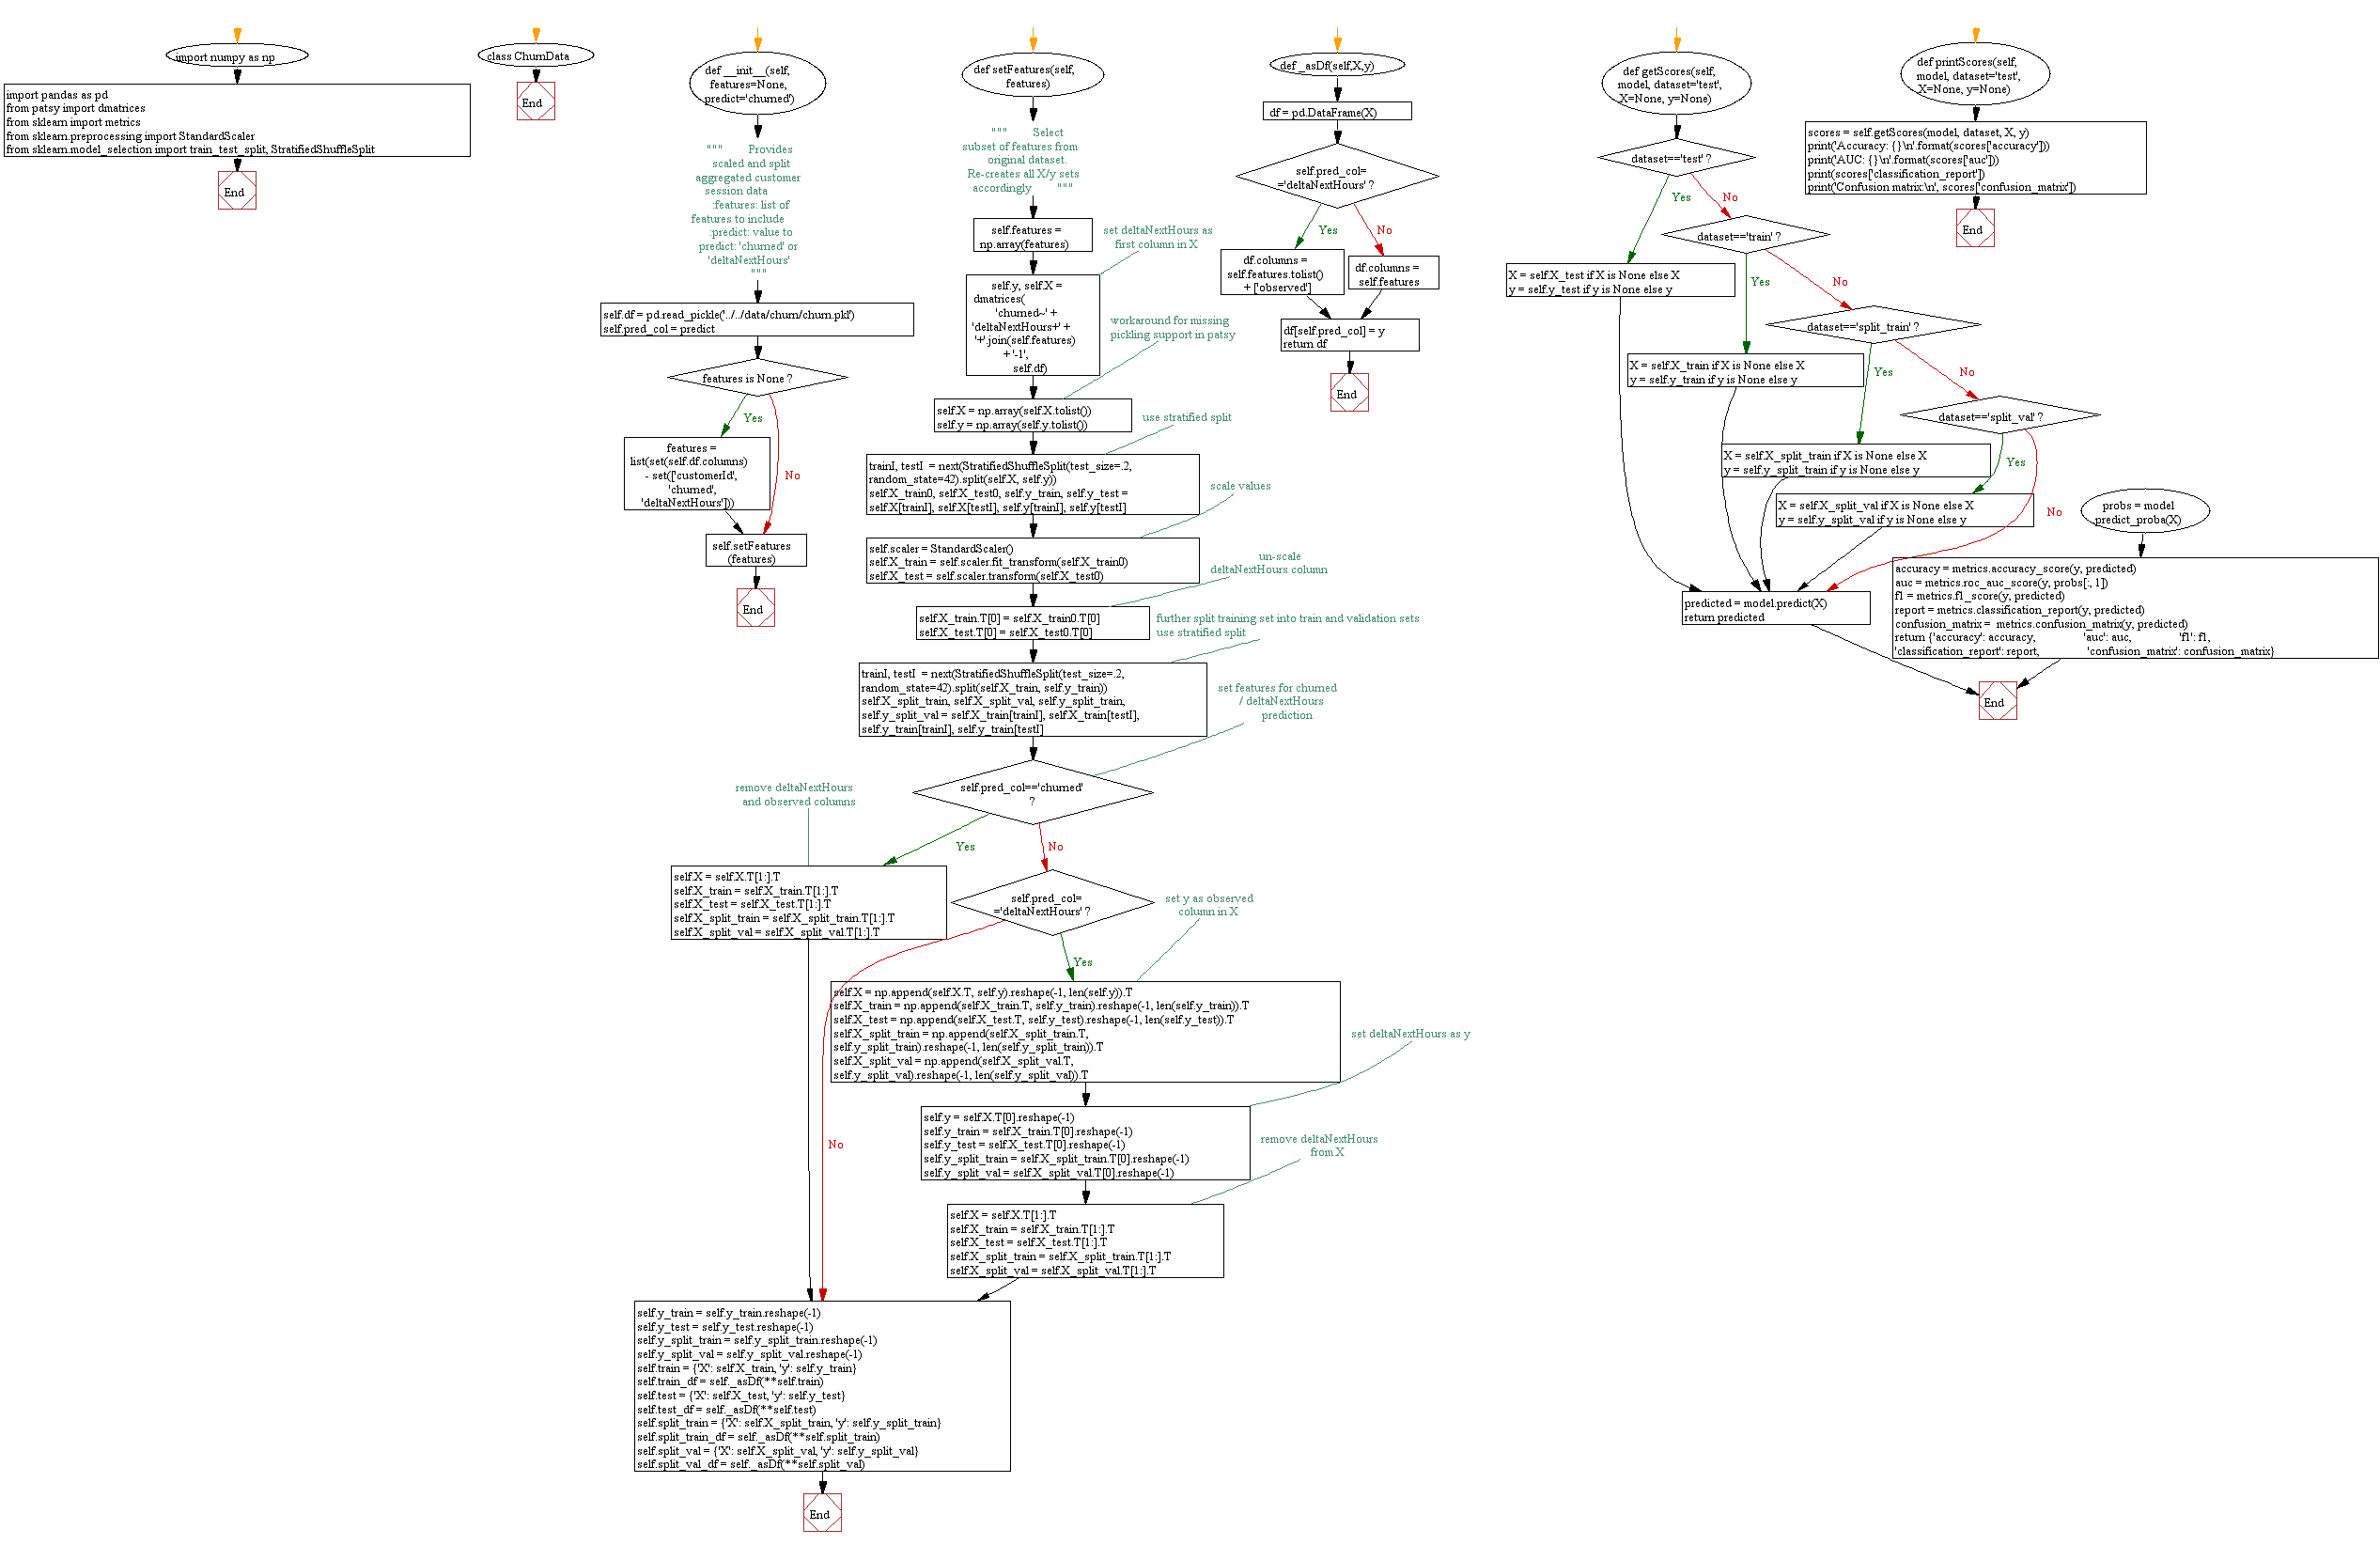 import numpy as np
import pandas as pd
from patsy import dmatrices
from sklearn import metrics
from sklearn.preprocessing import StandardScaler
from sklearn.model_selection import train_test_split, StratifiedShuffleSplit
End
class ChurnData
End
def __init__(self,
features=None,
predict='churned')
""" Provides
scaled and split
aggregated customer
session data
:features: list of
features to include
:predict: value to
predict: 'churned' or
'deltaNextHours'
"""
self.df = pd.read_pickle('../../data/churn/churn.pkl')
self.pred_col = predict
features is None ?
Yes
No
features =
list(set(self.df.columns)
- set(['customerId',
'churned',
'deltaNextHours']))
self.setFeatures
(features)
End
def setFeatures(self,
features)
""" Select
subset of features from
original dataset.
Re-creates all X/y sets
accordingly """
self.features =
np.array(features)
set deltaNextHours as
first column in X
self.y, self.X =
dmatrices(
'churned~' +
'deltaNextHours+' +
'+'.join(self.features)
+ '-1',
self.df)
workaround for missing
pickling support in patsy
self.X = np.array(self.X.tolist())
self.y = np.array(self.y.tolist())
use stratified split
trainI, testI = next(StratifiedShuffleSplit(test_size=.2,
random_state=42).split(self.X, self.y))
self.X_train0, self.X_test0, self.y_train, self.y_test =
self.X[trainI], self.X[testI], self.y[trainI], self.y[testI]
scale values
self.scaler = StandardScaler()
self.X_train = self.scaler.fit_transform(self.X_train0)
self.X_test = self.scaler.transform(self.X_test0)
un-scale
deltaNextHours column
self.X_train.T[0] = self.X_train0.T[0]
self.X_test.T[0] = self.X_test0.T[0]
further split training set into train and validation sets
use stratified split
trainI, testI = next(StratifiedShuffleSplit(test_size=.2,
random_state=42).split(self.X_train, self.y_train))
self.X_split_train, self.X_split_val, self.y_split_train,
self.y_split_val = self.X_train[trainI], self.X_train[testI],
self.y_train[trainI], self.y_train[testI]
set features for churned
/ deltaNextHours
prediction
self.pred_col=='churned'
?
Yes
No
remove deltaNextHours
and observed columns
self.X = self.X.T[1:].T
self.X_train = self.X_train.T[1:].T
self.X_test = self.X_test.T[1:].T
self.X_split_train = self.X_split_train.T[1:].T
self.X_split_val = self.X_split_val.T[1:].T
self.pred_col=
='deltaNextHours' ?
Yes
No
set y as observed
column in X
self.X = np.append(self.X.T, self.y).reshape(-1, len(self.y)).T
self.X_train = np.append(self.X_train.T, self.y_train).reshape(-1, len(self.y_train)).T
self.X_test = np.append(self.X_test.T, self.y_test).reshape(-1, len(self.y_test)).T
self.X_split_train = np.append(self.X_split_train.T,
self.y_split_train).reshape(-1, len(self.y_split_train)).T
self.X_split_val = np.append(self.X_split_val.T,
self.y_split_val).reshape(-1, len(self.y_split_val)).T
set deltaNextHours as y
self.y = self.X.T[0].reshape(-1)
self.y_train = self.X_train.T[0].reshape(-1)
self.y_test = self.X_test.T[0].reshape(-1)
self.y_split_train = self.X_split_train.T[0].reshape(-1)
self.y_split_val = self.X_split_val.T[0].reshape(-1)
remove deltaNextHours
from X
self.X = self.X.T[1:].T
self.X_train = self.X_train.T[1:].T
self.X_test = self.X_test.T[1:].T
self.X_split_train = self.X_split_train.T[1:].T
self.X_split_val = self.X_split_val.T[1:].T
self.y_train = self.y_train.reshape(-1)
self.y_test = self.y_test.reshape(-1)
self.y_split_train = self.y_split_train.reshape(-1)
self.y_split_val = self.y_split_val.reshape(-1)
self.train = {'X': self.X_train, 'y': self.y_train}
self.train_df = self._asDf(**self.train)
self.test = {'X': self.X_test, 'y': self.y_test}
self.test_df = self._asDf(**self.test)
self.split_train = {'X': self.X_split_train, 'y': self.y_split_train}
self.split_train_df = self._asDf(**self.split_train)
self.split_val = {'X': self.X_split_val, 'y': self.y_split_val}
self.split_val_df = self._asDf(**self.split_val)
End
def _asDf(self,X,y)
df = pd.DataFrame(X)
self.pred_col=
='deltaNextHours' ?
Yes
No
df.columns =
self.features.tolist()
+ ['observed']
df.columns =
self.features
df[self.pred_col] = y
return df
End
def getScores(self,
model, dataset='test',
X=None, y=None)
dataset=='test' ?
Yes
No
X = self.X_test if X is None else X
y = self.y_test if y is None else y
dataset=='train' ?
Yes
No
X = self.X_train if X is None else X
y = self.y_train if y is None else y
dataset=='split_train' ?
Yes
No
X = self.X_split_train if X is None else X
y = self.y_split_train if y is None else y
dataset=='split_val' ?
Yes
No
X = self.X_split_val if X is None else X
y = self.y_split_val if y is None else y
predicted = model.predict(X)
return predicted
probs = model
predict_proba(X)
accuracy = metrics.accuracy_score(y, predicted)
auc = metrics.roc_auc_score(y, probs[:, 1])
f1 = metrics.f1_score(y, predicted)
report = metrics.classification_report(y, predicted)
confusion_matrix = metrics.confusion_matrix(y, predicted)
return {'accuracy': accuracy, 'auc': auc, 'f1': f1,
'classification_report': report, 'confusion_matrix': confusion_matrix}
End
def printScores(self,
model, dataset='test',
X=None, y=None)
scores = self.getScores(model, dataset, X, y)
print('Accuracy: {}\n'.format(scores['accuracy']))
print('AUC: {}\n'.format(scores['auc']))
print(scores['classification_report'])
print('Confusion matrix:\n', scores['confusion_matrix'])
End